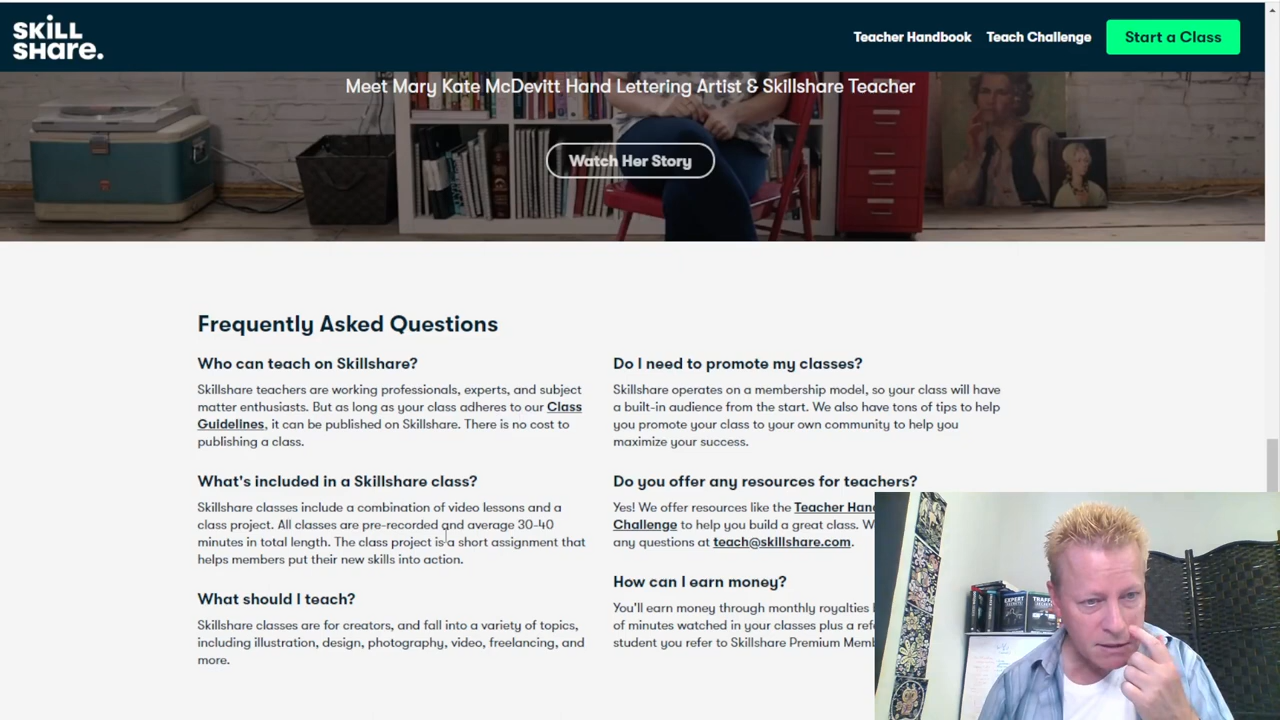 SKILL
SHare.
Teacher Handbook
Teach Challenge
Start a Class
Meet Mary Kate McDevitt Hand Lettering Artist & Skillshare Teacher
Watch Her Story
Frequently Asked Questions
Who can teach on Skillshare?
Skillshare teachers are working professionals, experts, and subject
matter enthusiasts. But as long as your class adheres to our Class
Guidelines, it can be published on Skillshare. There is no cost to
publishing a class.
What's included in a Skillshare class?
Skillshare classes include a combination of video lessons and a
class project. All classes are pre-recorded and average 30-40
minutes in total length. The class project is a short assignment that
helps members put their new skills into action.
What should I teach?
Skillshare classes are for creators, and fall into a variety of topics,
including illustration, design, photography, video, freelancing, and
more.
Do I need to promote my classes?
Skillshare operates on a membership model, so your class will have
a built-in audience from the start. We also have tons of tips to help
you promote your class to your own community to help you
maximize your success.
Do you offer any resources for teachers?
Yes! We offer resources like the Teacher Han
Challenge to help you build a great class. W
any questions at teach@skillshare.com.
How can I earn money?
You'll earn money through monthly royalties
of minutes watched in your classes plus a ref
student you refer to Skillshare Premium Memb
EXPERT
TRAFF